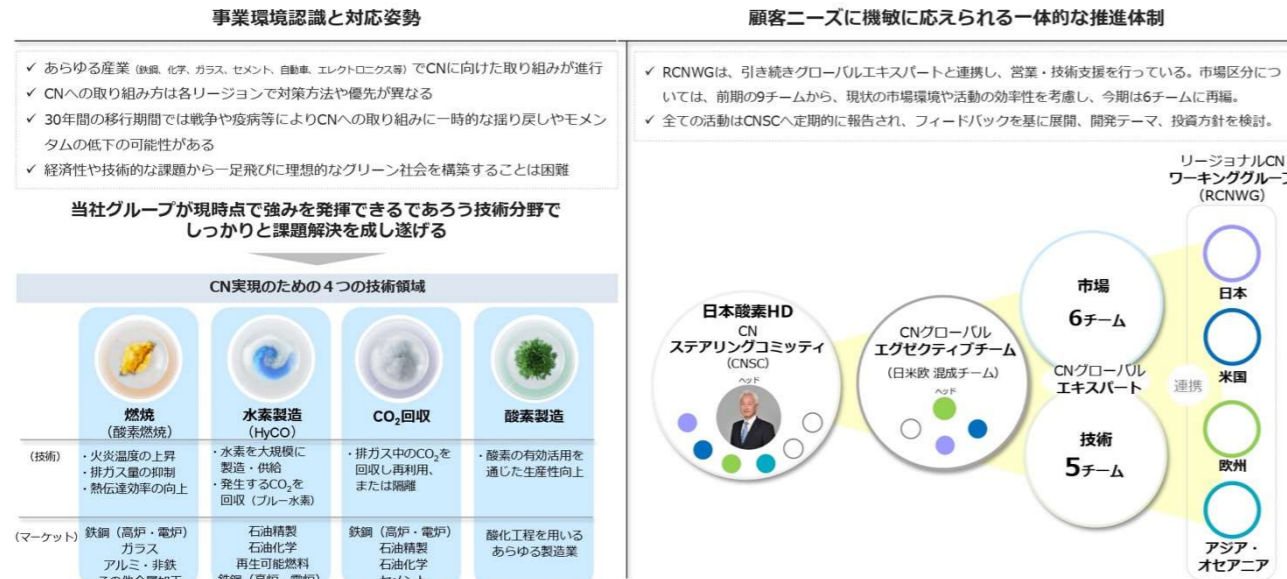 事業環境認識と対応姿勢
✓ あらゆる産業（鉄鋼、化学、ガラス、セメント、自動車、エレクトロニクス等）でCNに向けた取り組みが進行
✓ CNへの取り組み方は各リージョンで対策方法や優先が異なる
✓ 30年間の移行期間では戦争や疫病等によりCNへの取り組みに一時的な揺り戻しやモメン
タムの低下の可能性がある
✓ 経済性や技術的な課題から一足飛びに理想的なグリーン社会を構築することは困難
当社グループが現時点で強みを発揮できるであろう技術分野で
しっかりと課題解決を成し遂げる
CN実現のための４つの技術領域
燃焼
（酸素燃焼）
水素製造
（HyCO）
CO₂回収
酸素製造
（技術）
・火炎温度の上昇
・排ガス量の抑制
・熱伝達効率の向上
・水素を大規模に
製造・供給
・発生するCO₂を
回収（ブルー水素）
・排ガス中のCO₂を
回収し再利用、
または隔離
・酸素の有効活用を
通じた生産性向上
（マーケット）
鉄鋼（高炉・電炉）
ガラス
アルミ・非鉄
その他金属加工
石油精製
石油化学
再生可能燃料
鉄鋼（高炉・電炉）
鉄鋼（高炉・電炉）
石油精製
石油化学
セメント
酸化工程を用いる
あらゆる製造業
顧客ニーズに機敏に応えられる一体的な推進体制
✓ RCNWGは、引き続きグローバルエキスパートと連携し、営業・技術支援を行っている。市場区分につ
いては、前期の9チームから、現状の市場環境や活動の効率性を考慮し、今期は6チームに再編。
✓ 全ての活動はCNSCへ定期的に報告され、フィードバックを基に展開、開発テーマ、投資方針を検討。
リージョナルCN
ワーキンググループ
（RCNWG）
日本酸素HD
CN
ステアリングコミッティ
（CNSC）
ヘッド
CNグローバル
エグゼクティブチーム
（日米欧 混成チーム）
ヘッド
市場
6チーム
CNグローバル
エキスパート
技術
5チーム
連携
日本
米国
欧州
アジア・
オセアニア